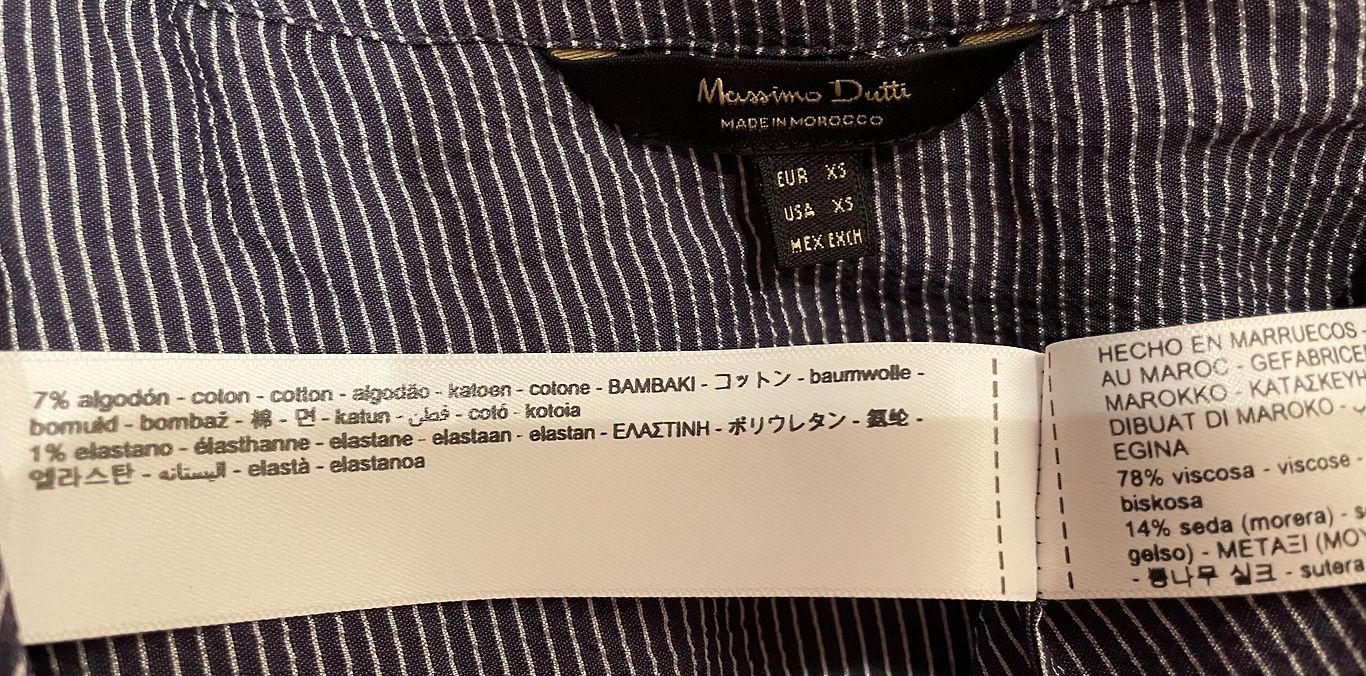 Massimo Dutti
MADE IN MOROCCO
EUR XS
USA XS
MEX EXCH
7% algodón - coton - cotton - algodão - katoen - cotone - BAMBAKI - コットン - baumwolle -
bomuld - bombaž - 棉 - 면 - katun - قطن - cotó - kotoia
1% elastano - élasthanne - elastane - elastaan - elastan - ΕΛΑΣΤΙΝΗ - ポリウレタン - 氨纶 -
엘라스탄 - اليستانه - elastà - elastanoa
HECHO EN MARRUECOS
AU MAROC - GEFABRICE
MAROKKO - ΚΑΤΑΣΚΕΥΗ
DIBUAT DI MAROKO -
EGINA
78% viscosa - viscose -
biskosa
14% seda (morera) -
gelso) - ΜΕΤΑΞΙ (ΜΟΥ
- 뽕나무 실크 - sutera